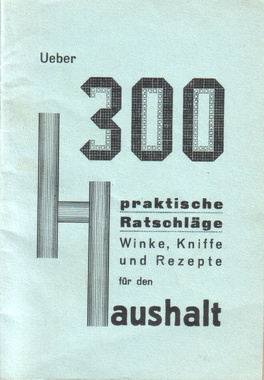 Ueber
300
praktische
Ratschläge
Winke, Kniffe
und Rezepte
für den
Haushalt